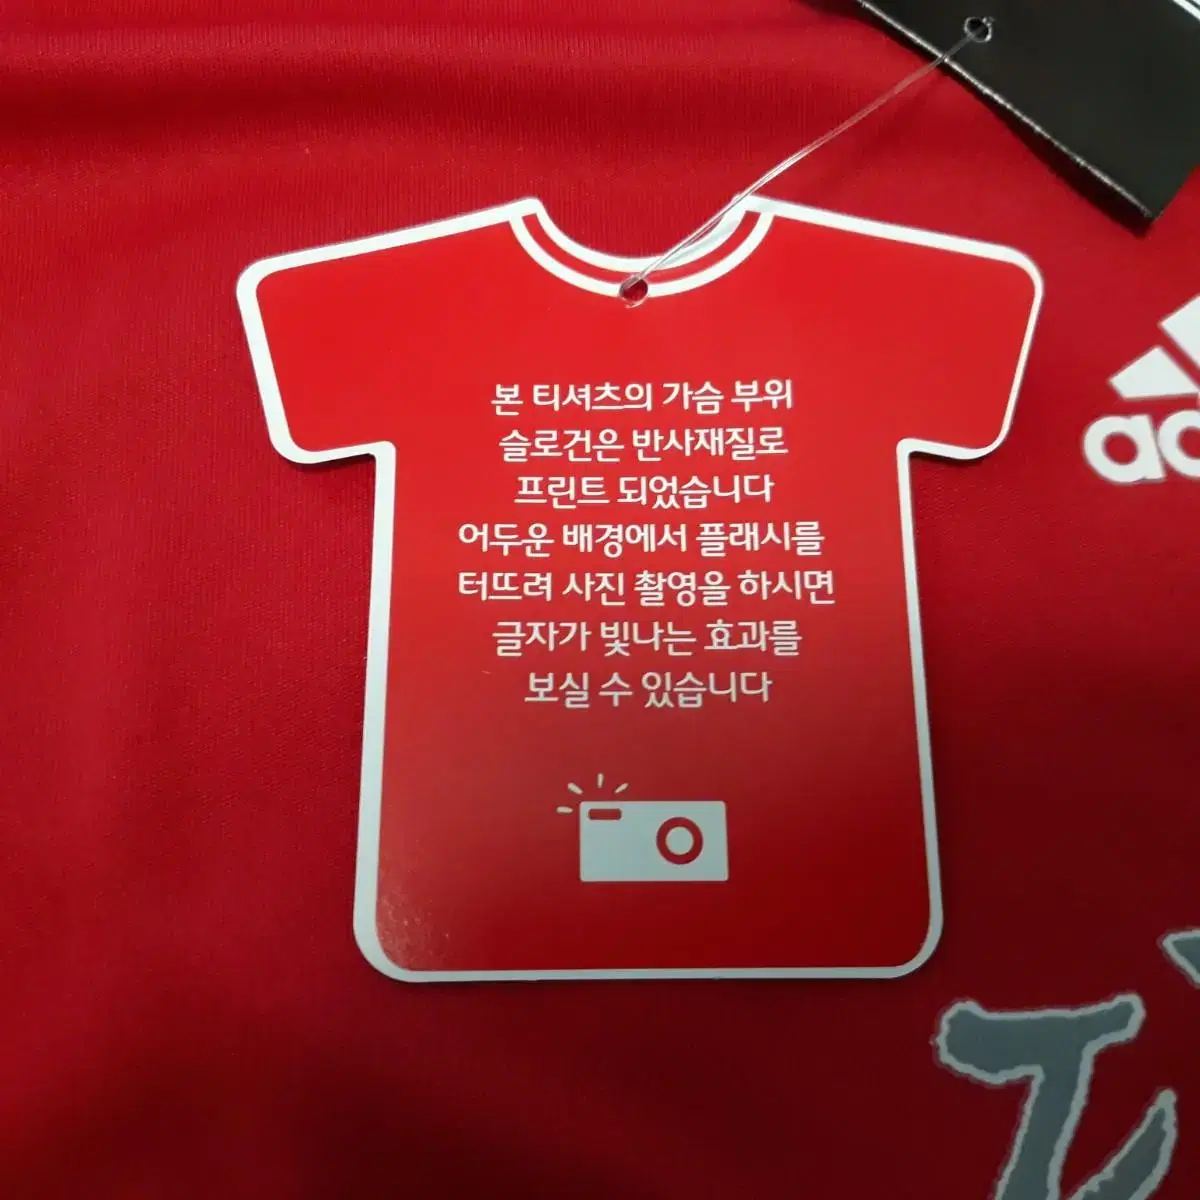 본 티셔츠의 가슴 부위
슬로건은 반사재질로
프린트 되었습니다
어두운 배경에서 플래시를
터뜨려 사진 촬영을 하시면
글자가 빛나는 효과를
보실 수 있습니다